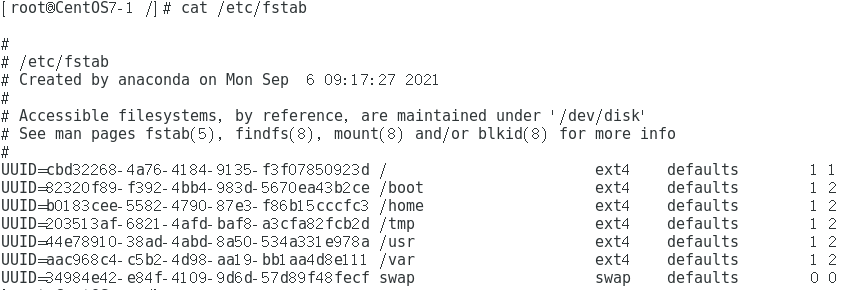 [root@CentOS7-1 /]# cat /etc/fstab
#
# /etc/fstab
# Created by anaconda on Mon Sep  6 09:17:27 2021
#
# Accessible filesystems, by reference, are maintained under '/dev/disk'
# See man pages fstab(5), findfs(8), mount(8) and/or blkid(8) for more info
#
UUID=cbd32268-4a76-4184-9135-f3f07850923d /                       ext4    defaults        1 1
UUID=82320f89-f392-4bb4-983d-5670ea43b2ce /boot                   ext4    defaults        1 2
UUID=b0183cee-5582-4790-87e3-f86b15cccfc3 /home                   ext4    defaults        1 2
UUID=203513af-6821-4afd-baf8-a3cfa82fcb2d /tmp                    ext4    defaults        1 2
UUID=44e78910-38ad-4abd-8a50-534a331e978a /usr                    ext4    defaults        1 2
UUID=aac968c4-c5b2-4d98-aa19-bb1aa4d8e111 /var                    ext4    defaults        1 2
UUID=34984e42-e84f-4109-9d6d-57d89f48fecf swap                    swap    defaults        0 0